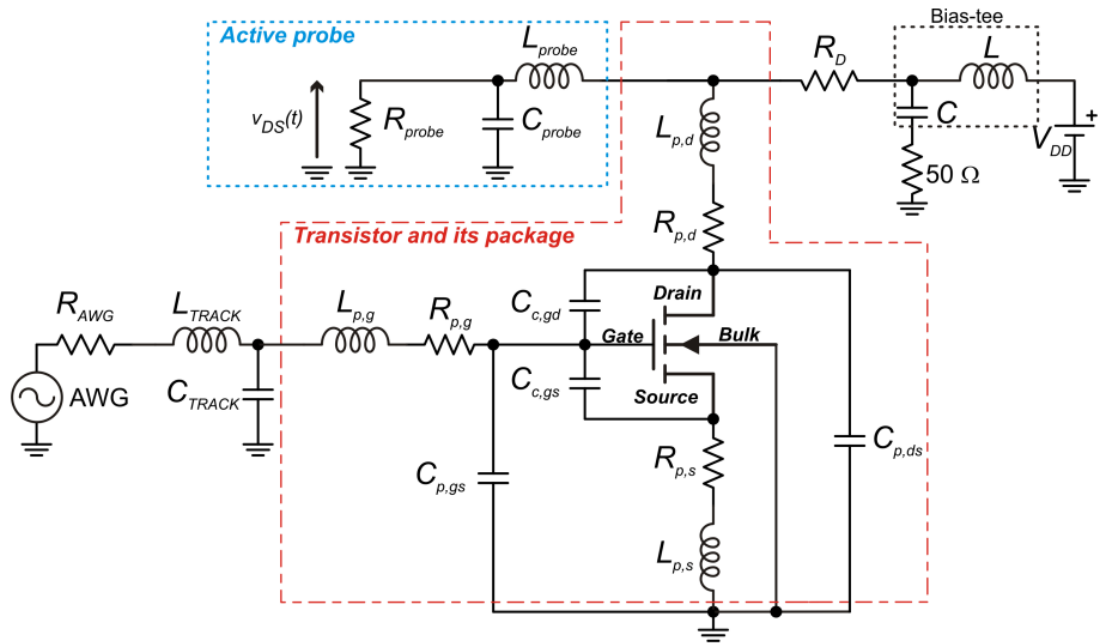 Bias-tee
Active probe
L_probe
R_D
L
v_DS(t)
R_probe
C_probe
C
L_p,d
V_DD
+
50 Ω
R_p,d
Transistor and its package
R_AWG
L_TRACK
L_p,g
R_p,g
C_c,gd
Drain
Gate
Bulk
AWG
C_TRACK
C_c,gs
Source
C_p,gs
R_p,s
C_p,ds
L_p,s